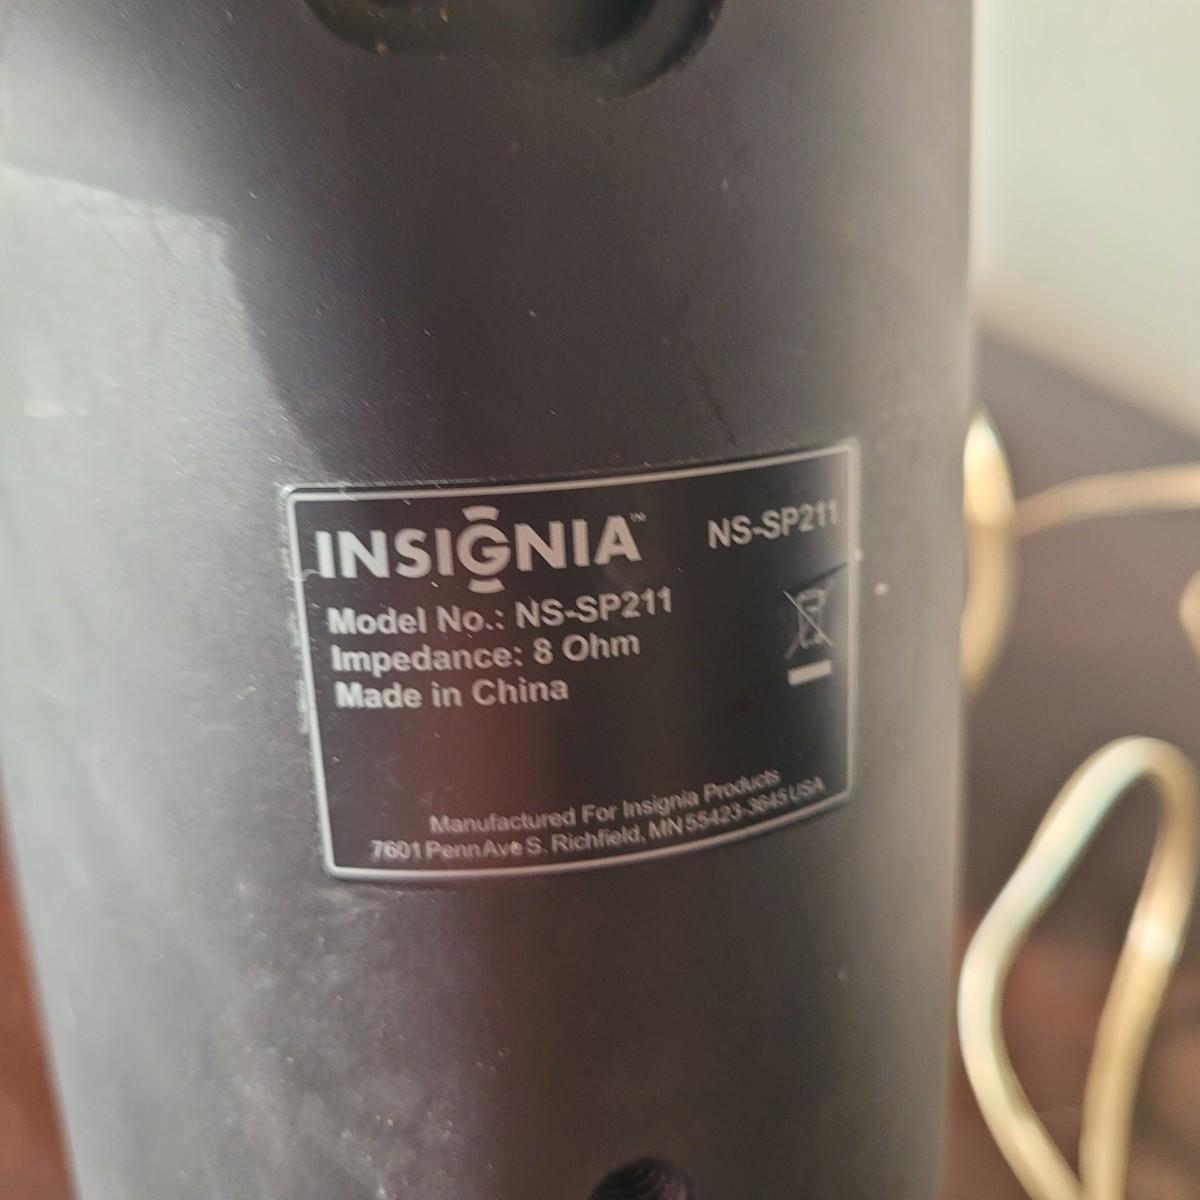 INSIGNIA™ NS-SP211
Model No.: NS-SP211
Impedance: 8 Ohm
Made in China
Manufactured For Insignia Products
7601 Penn Ave S. Richfield, MN 55423-3645 USA